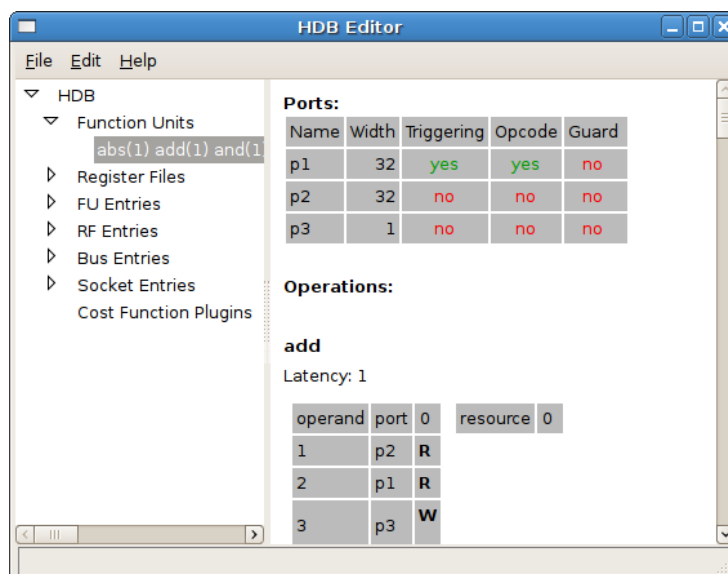 HDB Editor
File Edit Help
HDB
Function Units
abs(1) add(1) and(1)
Register Files
FU Entries
RF Entries
Bus Entries
Socket Entries
Cost Function Plugins
Ports:
Name Width Triggering Opcode Guard
p1 32 yes yes no
p2 32 no no no
p3 1 no no no
Operations:
add
Latency: 1
operand port 0 resource 0
1 p2 R
2 p1 R
3 p3 W